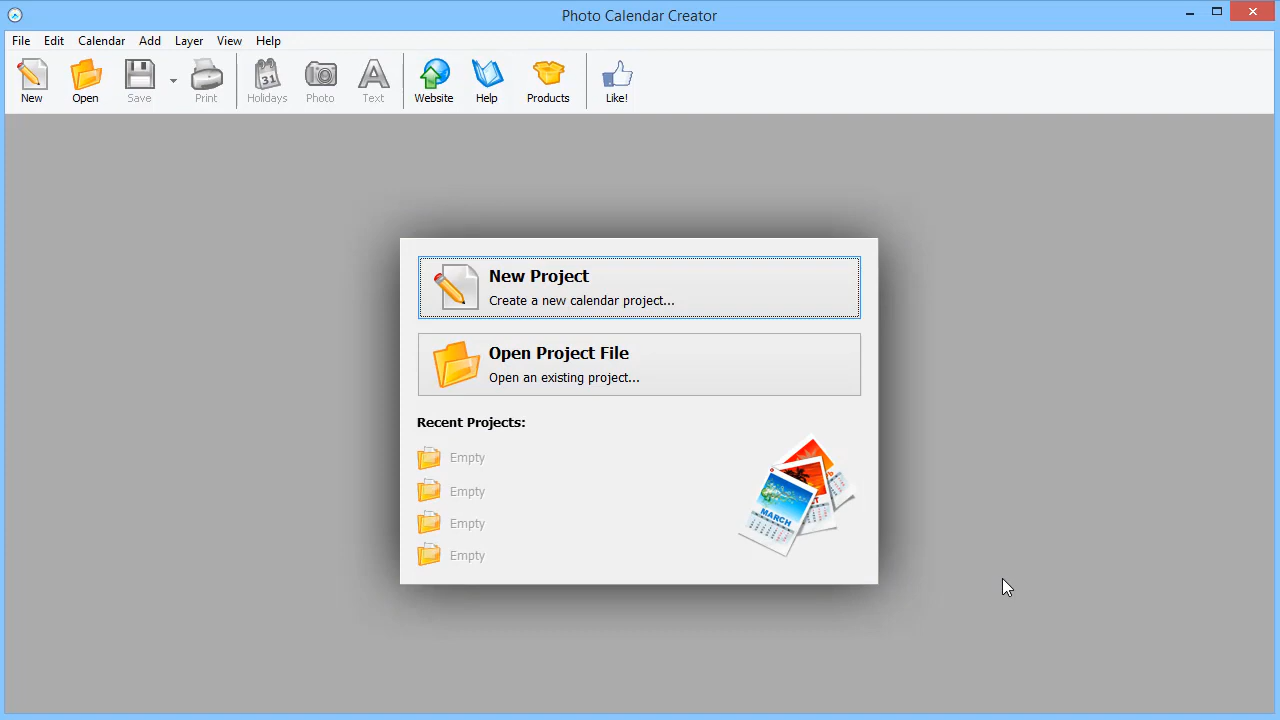 Photo Calendar Creator
File Edit Calendar Add Layer View Help
New Open Save Print Holidays Photo Text Website Help Products Like!
New Project
Create a new calendar project...
Open Project File
Open an existing project...
Recent Projects:
Empty
Empty
Empty
Empty
MARCH
31